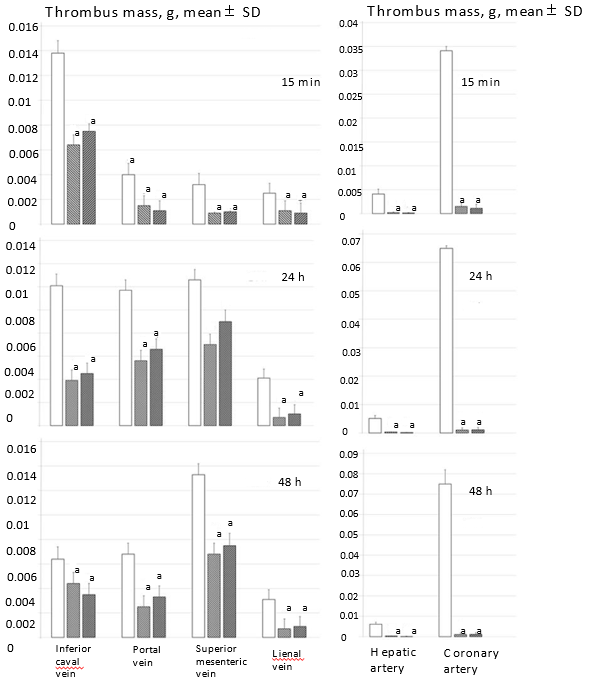 Thrombus mass, g, mean± SD
0.016
0.014
0.012
0.01
0.008
0.006
0.004
0.002
0
15 min
a
a
a
a
a
a
a
a
a
0.014
0.012
0.01
0.008
0.006
0.004
0.002
0
24 h
a
a
a
a
a
a
0.016
0.014
0.012
0.01
0.008
0.006
0.004
0.002
0
48 h
a
a
a
a
a
a
a
a
Inferior
caval
vein
Portal
vein
Superior
mesenteric
vein
Lienal
vein
Thrombus mass, g, mean± SD
0.04
0.035
0.03
0.025
0.02
0.015
0.01
0.005
0
15 min
a
a
a
a
0.07
0.06
0.05
0.04
0.03
0.02
0.01
0
24 h
a
a
a
a
0.09
0.08
0.07
0.06
0.05
0.04
0.03
0.02
0.01
0
48 h
a
a
a
a
Hepatic
artery
Coronary
artery